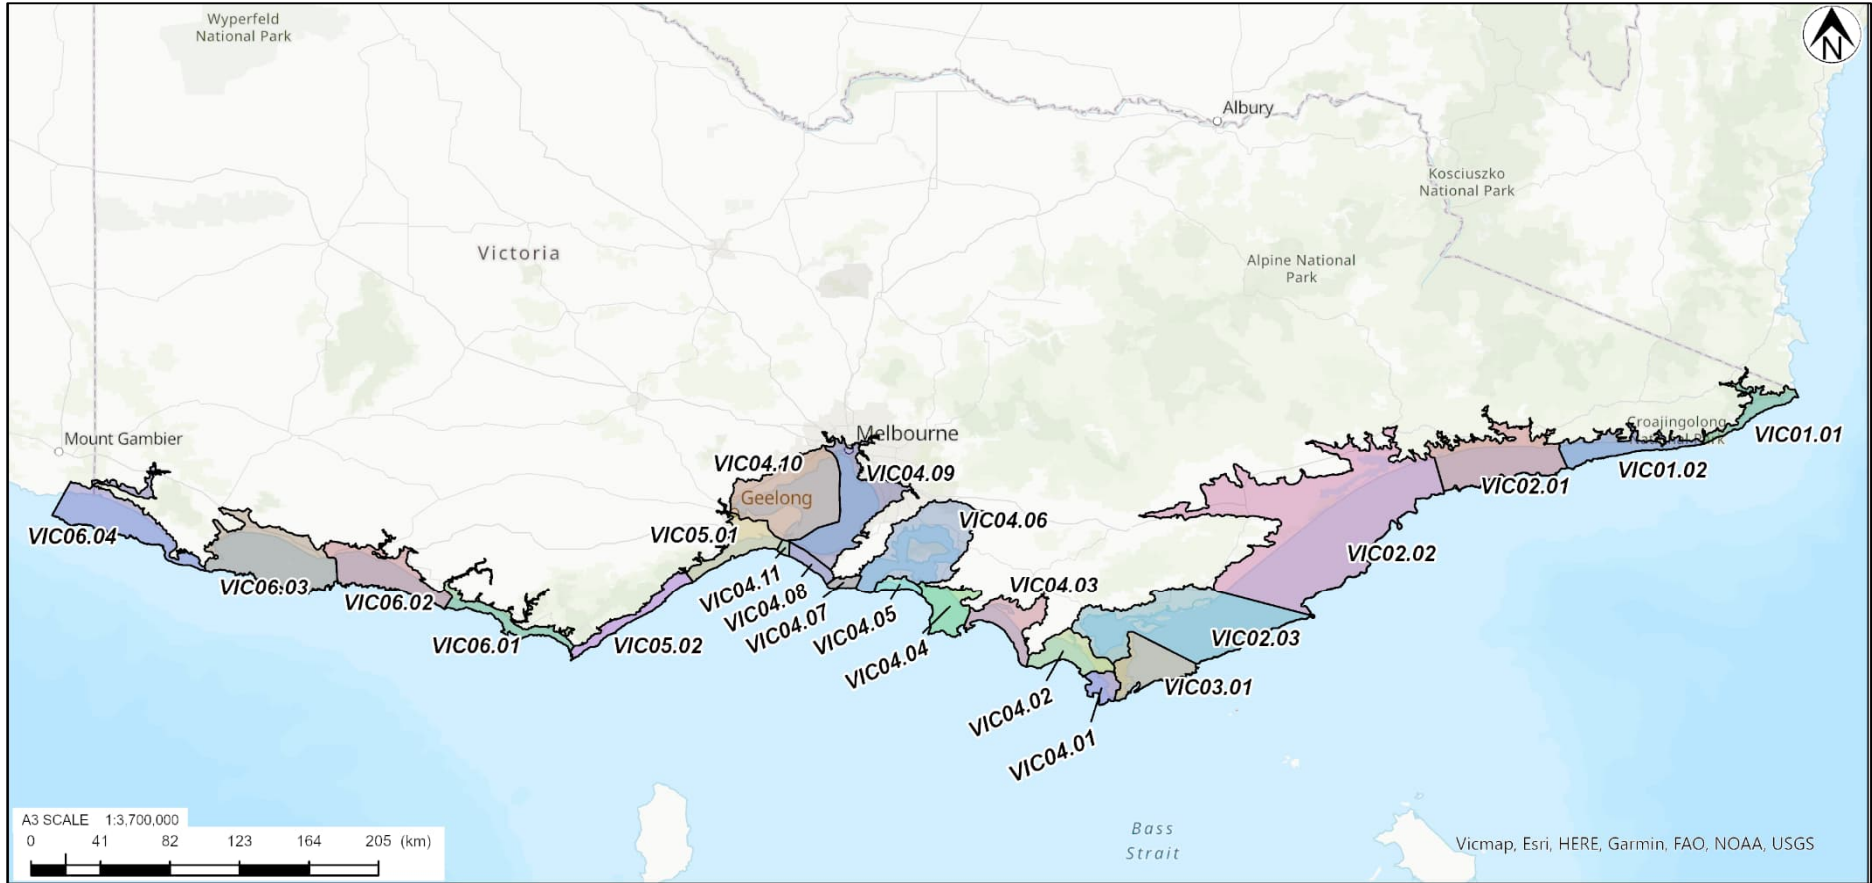 Wyperfeld
National Park
N
Albury
Kosciuszko
National Park
Victoria
Alpine National
Park
Mount Gambier
Melbourne
Croajingolong
National Park
VIC01.01
VIC04.10
VIC04.09
VIC01.02
Geelong
VIC02.01
VIC04.06
VIC06.04
VIC05.01
VIC02.02
VIC06.03
VIC06.02
VIC04.11
VIC04.08
VIC04.07
VIC04.05
VIC04.04
VIC04.03
VIC06.01
VIC05.02
VIC02.03
VIC03.01
VIC04.02
VIC04.01
A3 SCALE 1:3,700,000
0 41 82 123 164 205 (km)
Bass
Strait
Vicmap, Esri, HERE, Garmin, FAO, NOAA, USGS